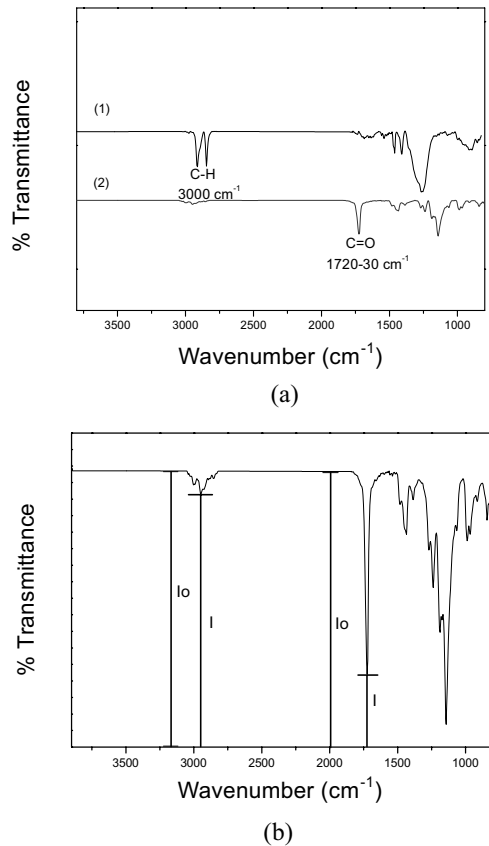 % Transmittance
(1)
C-H
3000 cm⁻¹
(2)
C=O
1720-30 cm⁻¹
3500 3000 2500 2000 1500 1000
Wavenumber (cm⁻¹)
(a)
% Transmittance
Io
I
Io
I
3500 3000 2500 2000 1500 1000
Wavenumber (cm⁻¹)
(b)